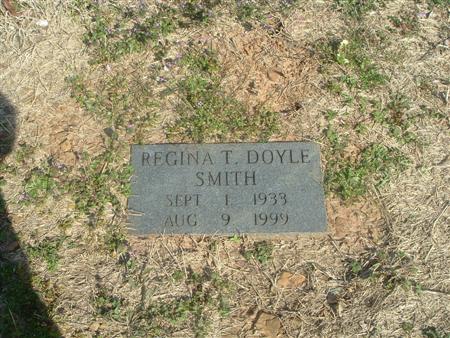 REGINA T. DOYLE
SMITH
SEPT 1 1933
AUG 9 1999